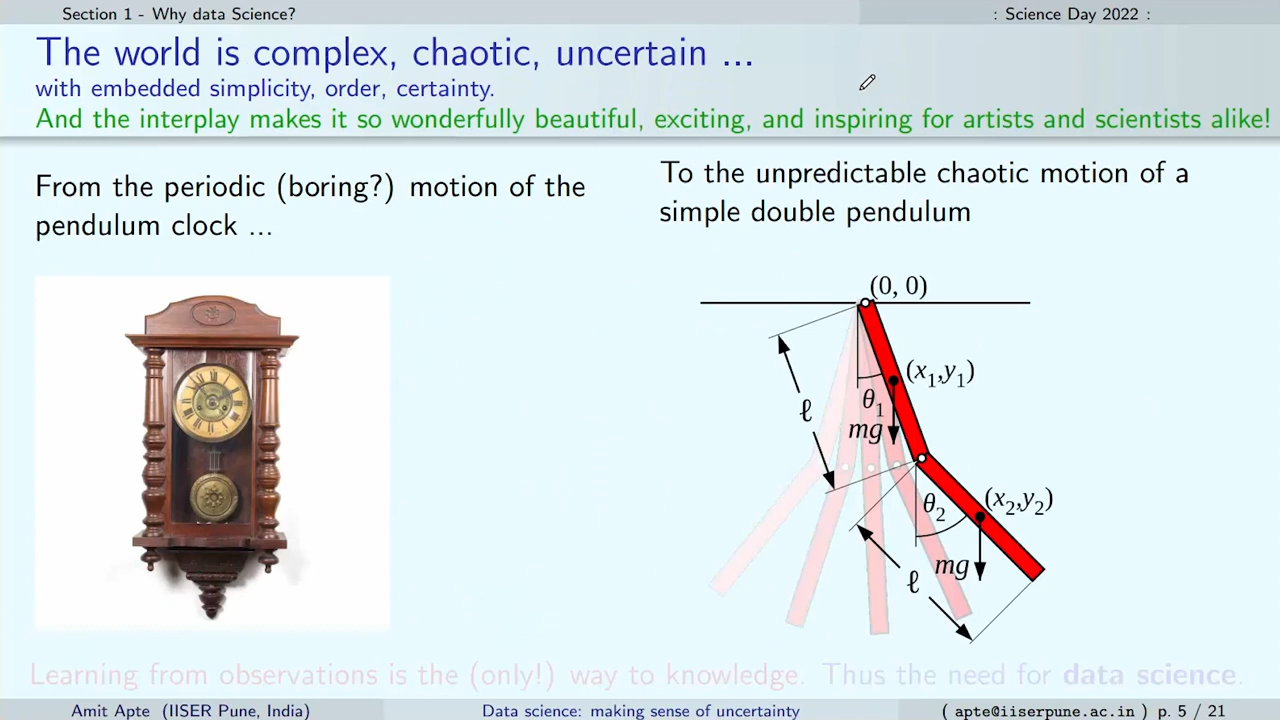 Section 1 - Why data Science?
: Science Day 2022 :
The world is complex, chaotic, uncertain ...
with embedded simplicity, order, certainty.
And the interplay makes it so wonderfully beautiful, exciting, and inspiring for artists and scientists alike!
From the periodic (boring?) motion of the
pendulum clock ...
To the unpredictable chaotic motion of a
simple double pendulum
(0, 0)
(x₁,y₁)
θ₁
ℓ
mg
θ₂
(x₂,y₂)
mg
ℓ
Learning from observations is the (only!) way to knowledge. Thus the need for data science.
Amit Apte (IISER Pune, India)
Data science: making sense of uncertainty
( apte@iiserpune.ac.in ) p. 5 / 21